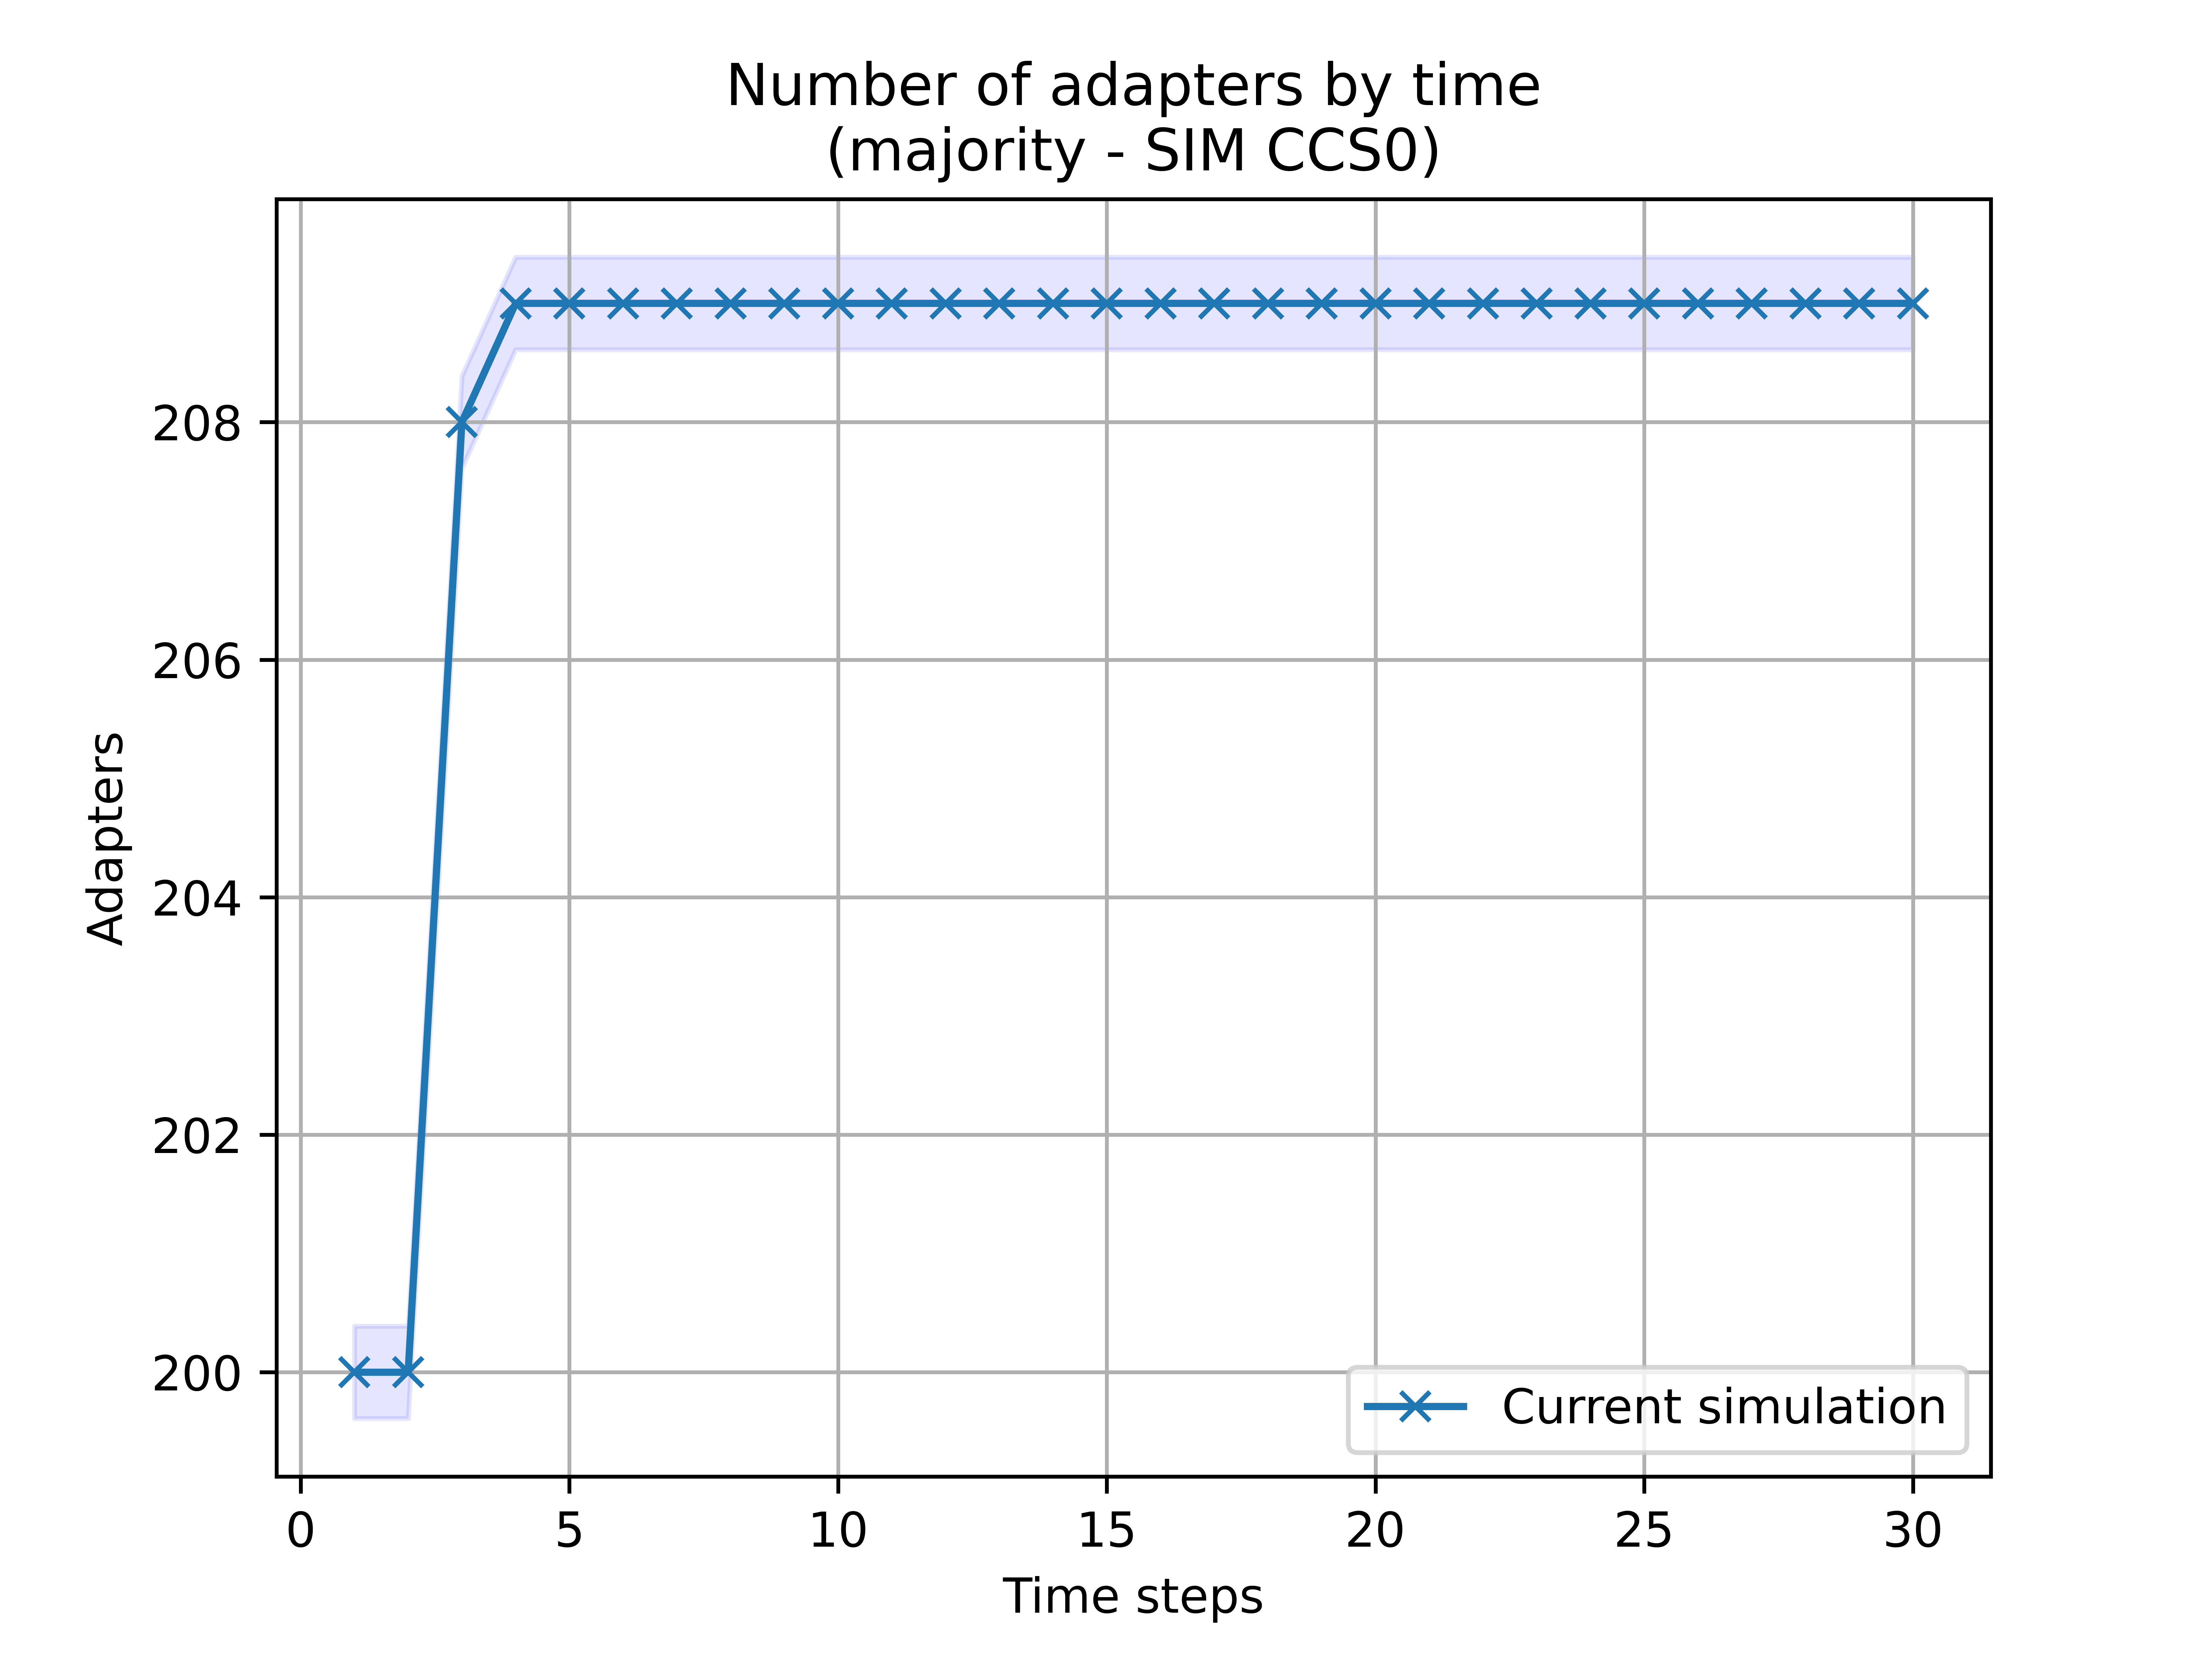 Number of adapters by time
(majority - SIM CCS0)
208
206
204
202
200
Adapters
Current simulation
0 5 10 15 20 25 30
Time steps